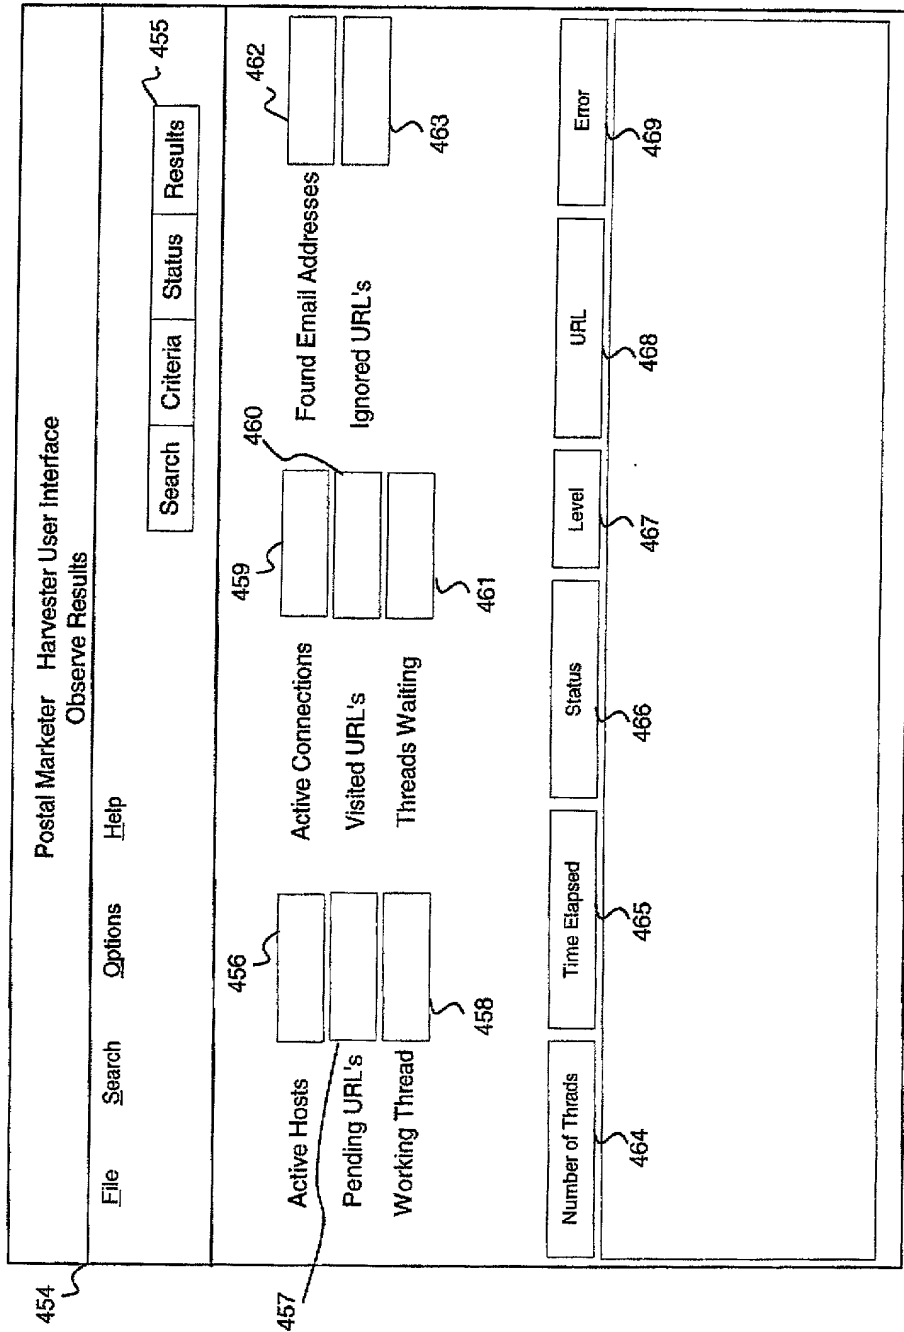 Postal Marketer Harvester User Interface
Observe Results
File Search Options Help
Search Criteria Status Results
455
454
456
459
460
462
Active Hosts
Active Connections
Found Email Addresses
Pending URL's
Visited URL's
Ignored URL's
Working Thread
Threads Waiting
457
458
461
463
Number of Thrads
Time Elapsed
Status
Level
URL
Error
464
465
466
467
468
469